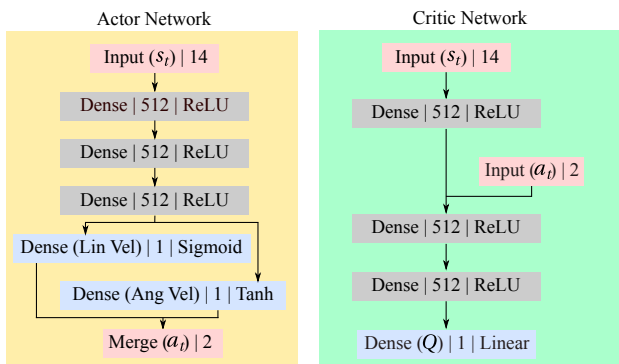 Actor Network
Input (s_t) | 14
Dense | 512 | ReLU
Dense | 512 | ReLU
Dense | 512 | ReLU
Dense (Lin Vel) | 1 | Sigmoid
Dense (Ang Vel) | 1 | Tanh
Merge (a_t) | 2
Critic Network
Input (s_t) | 14
Dense | 512 | ReLU
Input (a_t) | 2
Dense | 512 | ReLU
Dense | 512 | ReLU
Dense (Q) | 1 | Linear